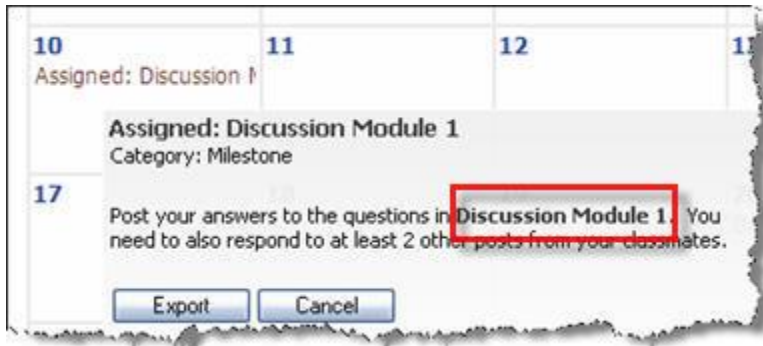 10 11 12
Assigned: Discussion
Assigned: Discussion Module 1
Category: Milestone
17
Post your answers to the questions in Discussion Module 1. You
need to also respond to at least 2 other posts from your classmates.
Export Cancel